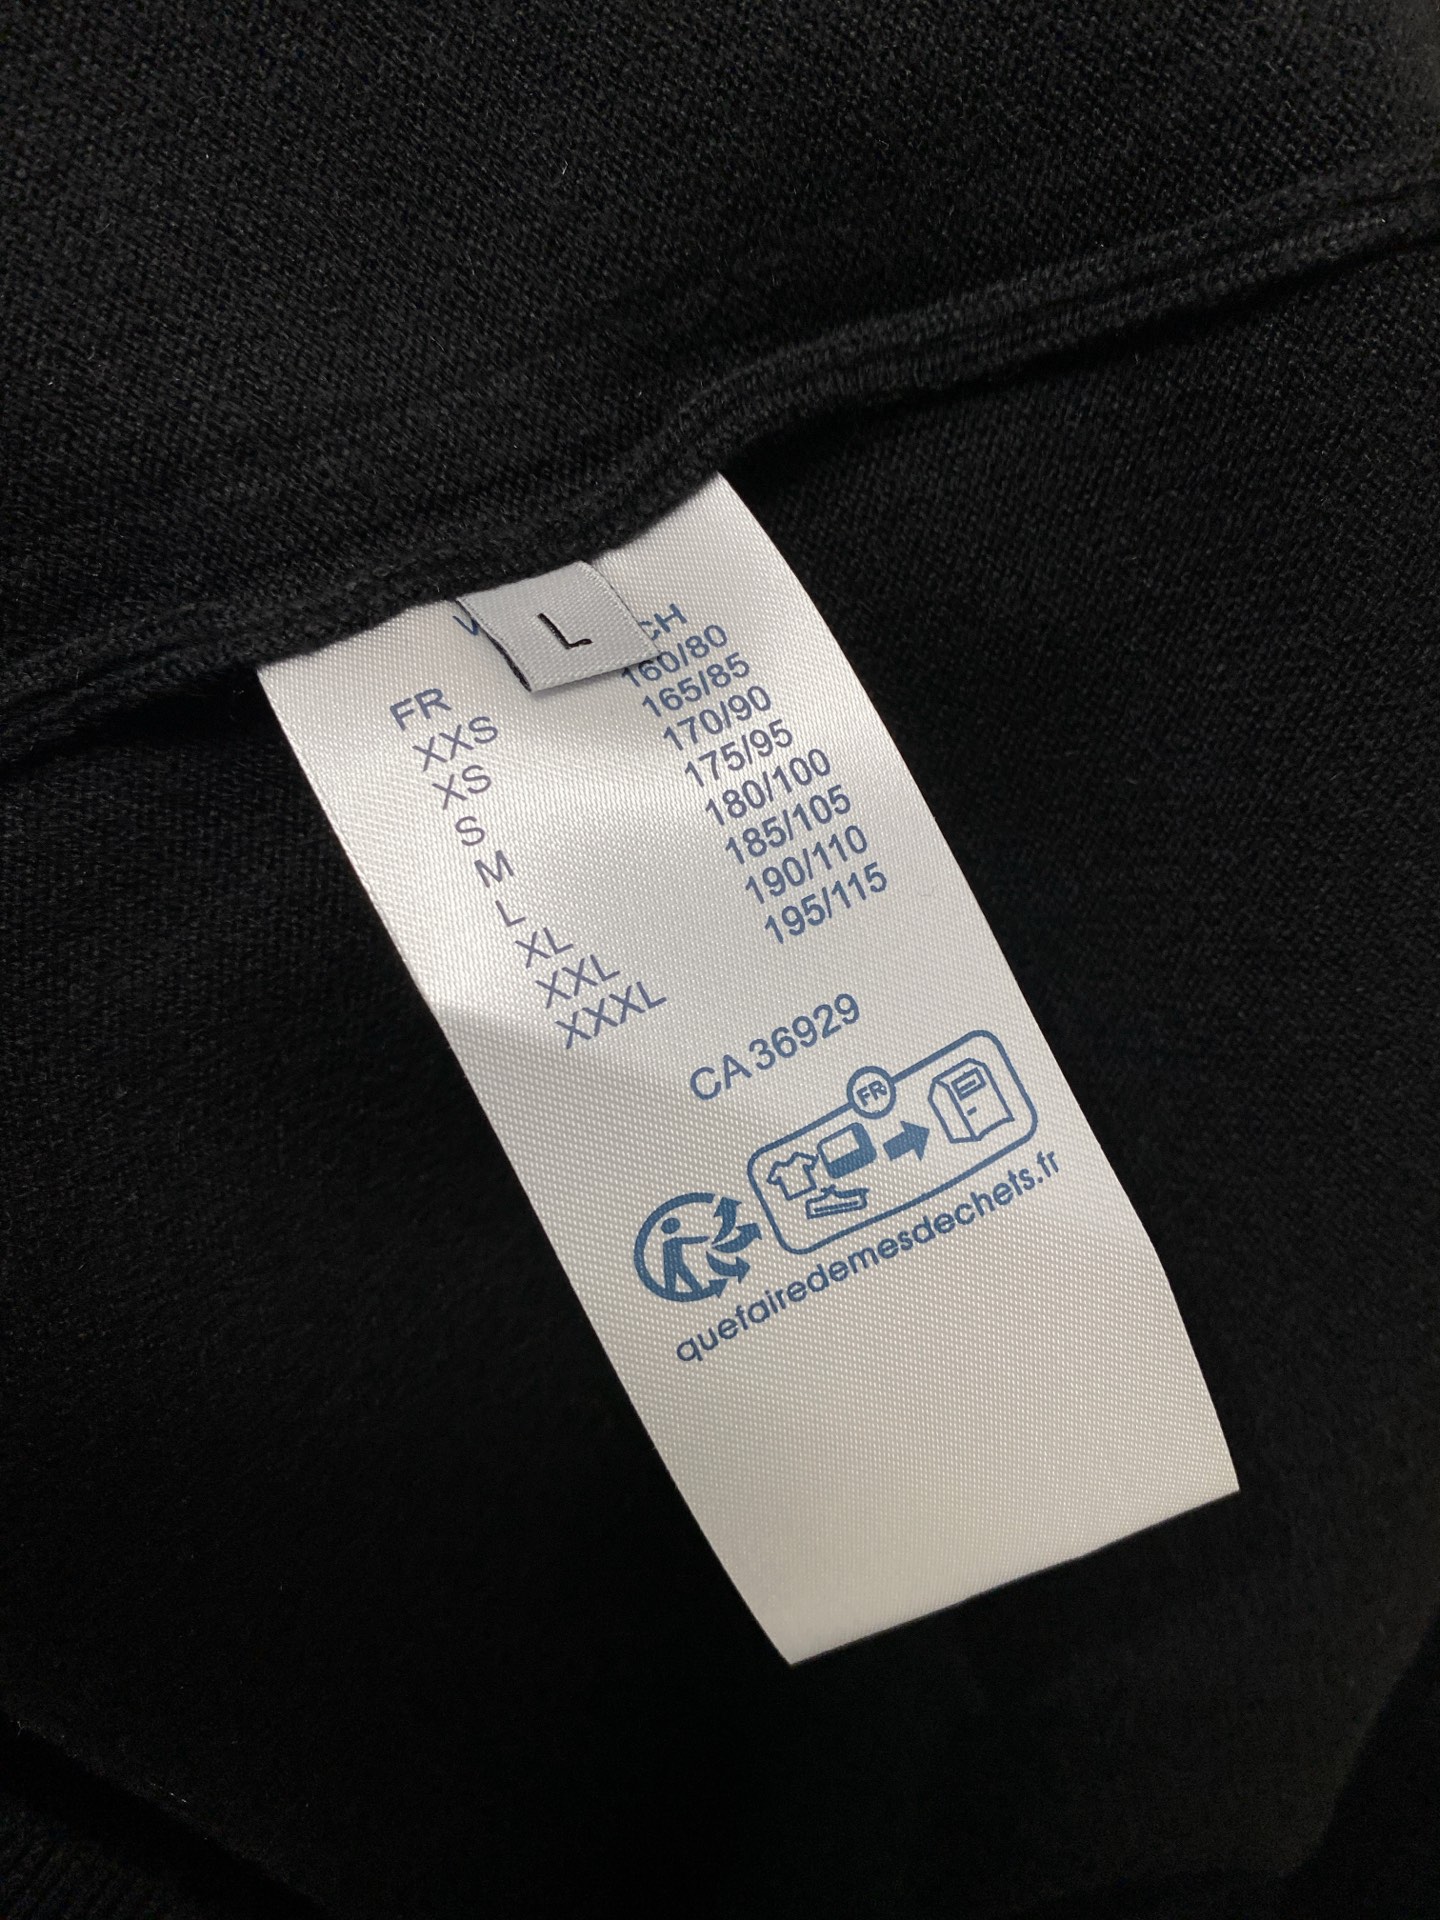 L
CH
FR 160/80
XXS 165/85
XS 170/90
S 175/95
M 180/100
L 185/105
XL 190/110
XXL 195/115
XXXL
CA 36929
FR
quefairedemesdechets.fr